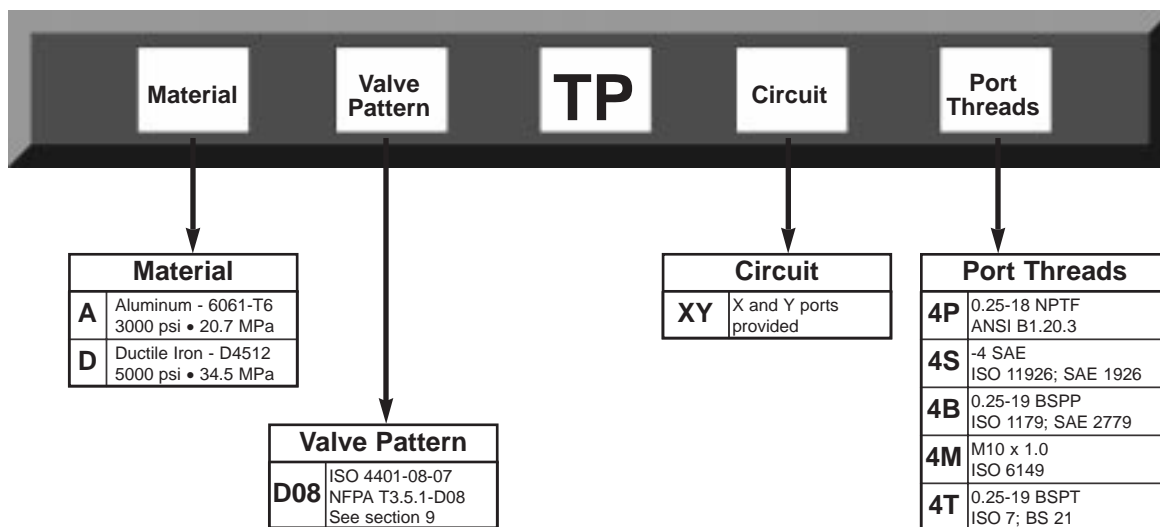 Material
Valve
Pattern
TP
Circuit
Port
Threads
Material
A
Aluminum - 6061-T6
3000 psi • 20.7 MPa
D
Ductile Iron - D4512
5000 psi • 34.5 MPa
Valve Pattern
D08
ISO 4401-08-07
NFPA T3.5.1-D08
See section 9
Circuit
XY
X and Y ports
provided
Port Threads
4P
0.25-18 NPTF
ANSI B1.20.3
4S
-4 SAE
ISO 11926; SAE 1926
4B
0.25-19 BSPP
ISO 1179; SAE 2779
4M
M10 x 1.0
ISO 6149
4T
0.25-19 BSPT
ISO 7; BS 21